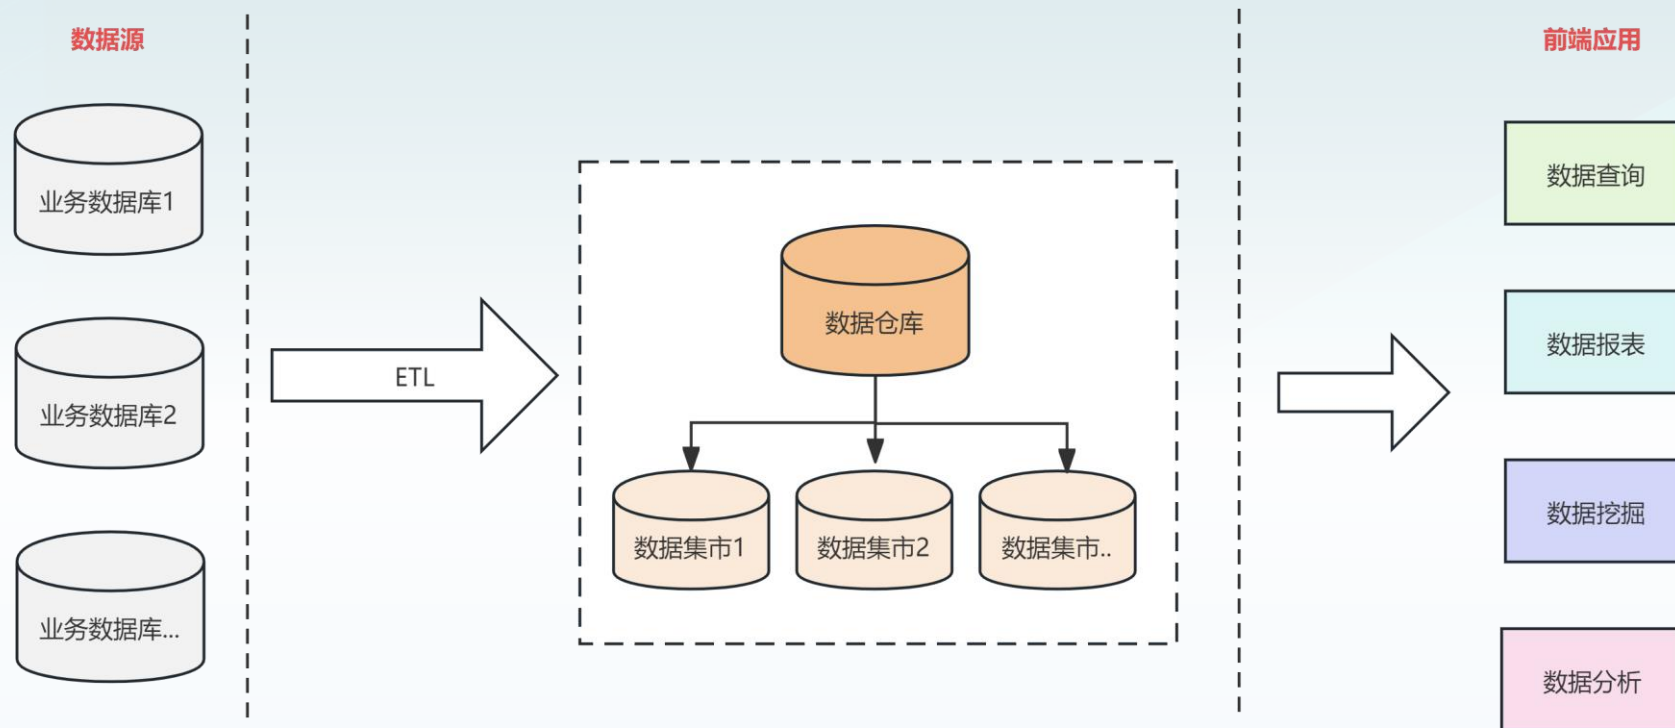 数据源
业务数据库1
业务数据库2
业务数据库...
ETL
数据仓库
数据集市1
数据集市2
数据集市..
前端应用
数据查询
数据报表
数据挖掘
数据分析